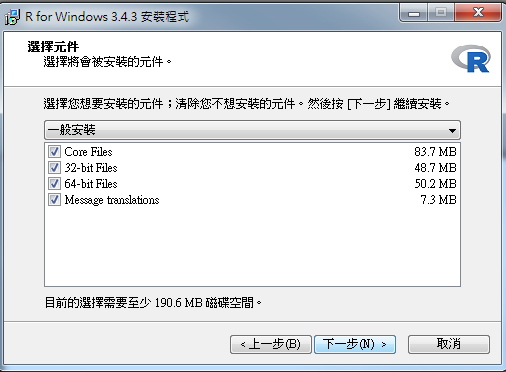 R for Windows 3.4.3 安裝程式
選擇元件
選擇將會被安裝的元件。
R
選擇您想要安裝的元件；清除您不想安裝的元件。然後按 [下一步] 繼續安裝。
一般安裝
Core Files 83.7 MB
32-bit Files 48.7 MB
64-bit Files 50.2 MB
Message translations 7.3 MB
目前的選擇需要至少 190.6 MB 磁碟空間。
< 上一步(B) 下一步(N) > 取消